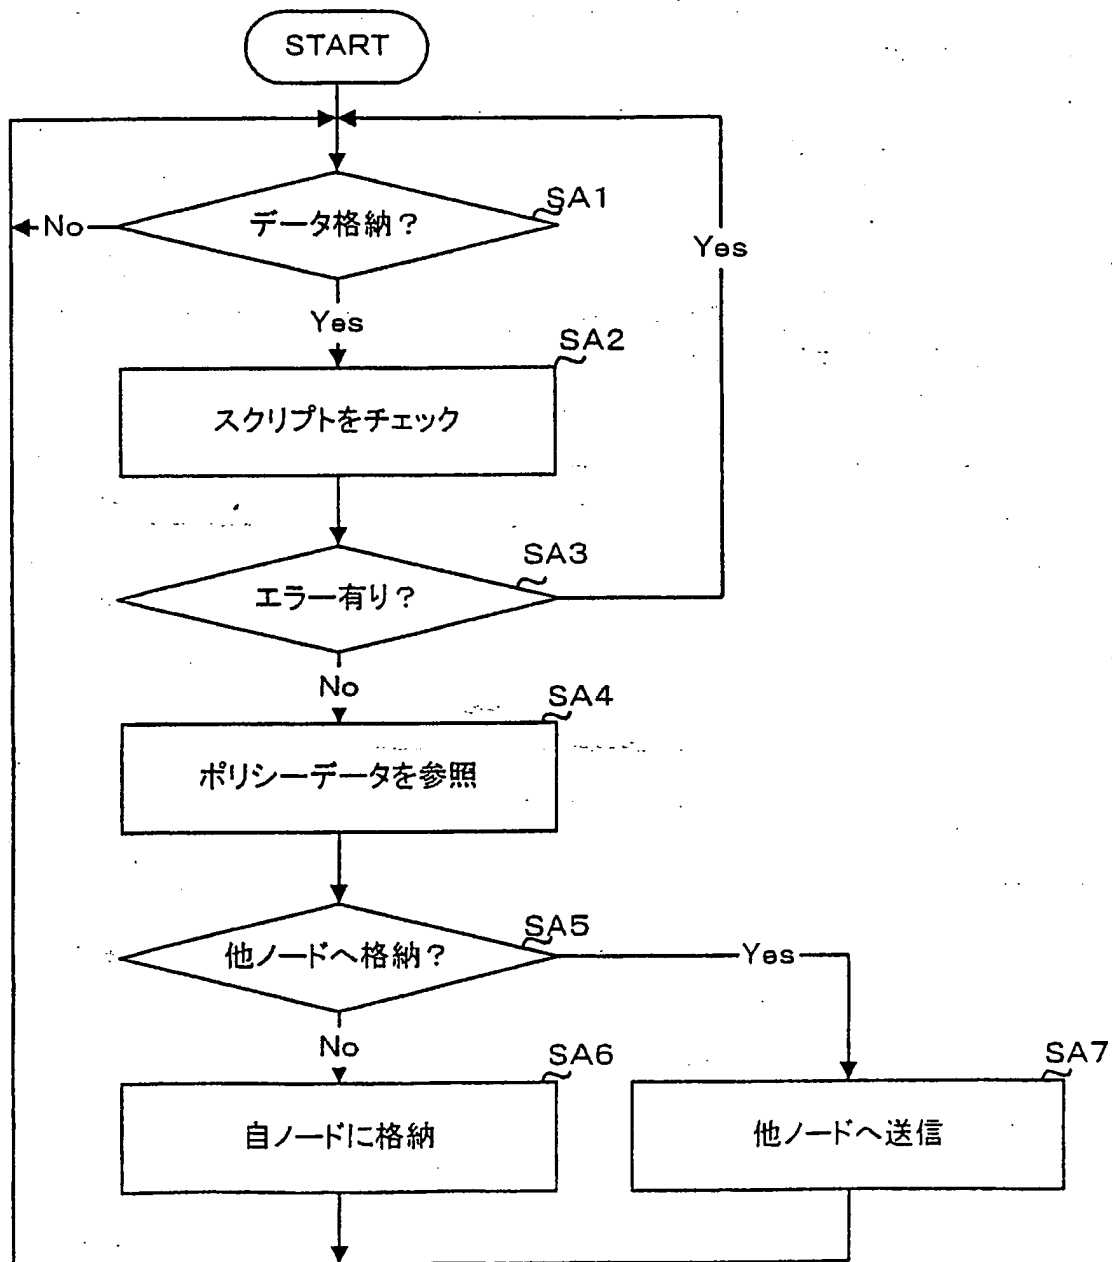 START
データ格納？
SA1
No
Yes
Yes
SA2
スクリプトをチェック
SA3
エラー有り？
No
SA4
ポリシーデータを参照
SA5
他ノードへ格納？
Yes
No
SA6
自ノードに格納
SA7
他ノードへ送信